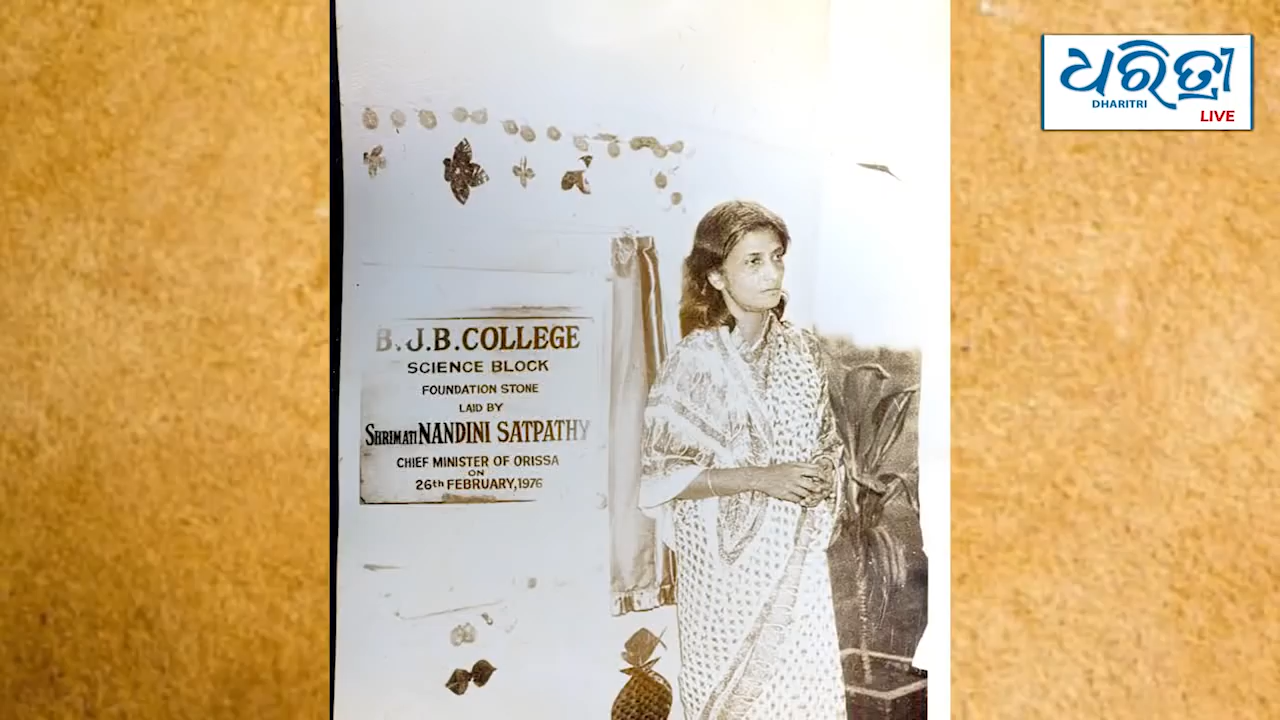 ଧରିତ୍ରୀ
DHARITRI
LIVE
B.J.B.COLLEGE
SCIENCE BLOCK
FOUNDATION STONE
LAID BY
SHRIMATI NANDINI SATPATHY
CHIEF MINISTER OF ORISSA
ON
26th FEBRUARY,1976